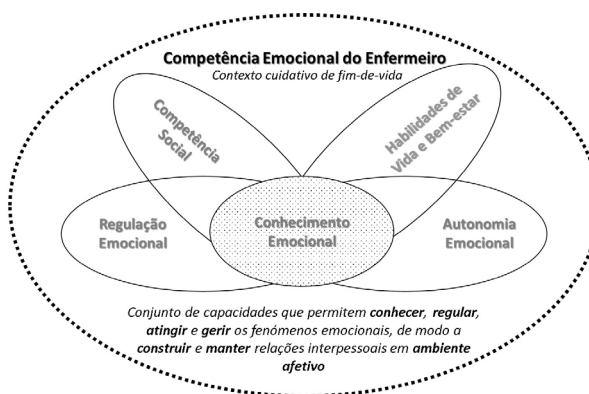 Competência Emocional do Enfermeiro
Contexto cuidativo de fim-de-vida
Competência
Social
Habilidades de
Vida e Bem-estar
Regulação
Emocional
Conhecimento
Emocional
Autonomia
Emocional
Conjunto de capacidades que permitem conhecer, regular,
atingir e gerir os fenómenos emocionais, de modo a
construir e manter relações interpessoais em ambiente
afetivo